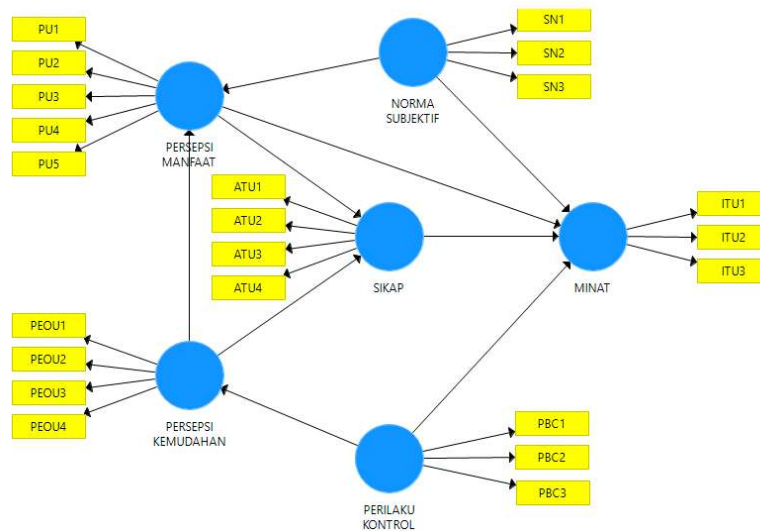 PU1
PU2
PU3
PU4
PU5
PERSEPSI
MANFAAT
SN1
SN2
SN3
NORMA
SUBJEKTIF
ATU1
ATU2
ATU3
ATU4
SIKAP
ITU1
ITU2
ITU3
MINAT
PEOU1
PEOU2
PEOU3
PEOU4
PERSEPSI
KEMUDAHAN
PBC1
PBC2
PBC3
PERILAKU
KONTROL